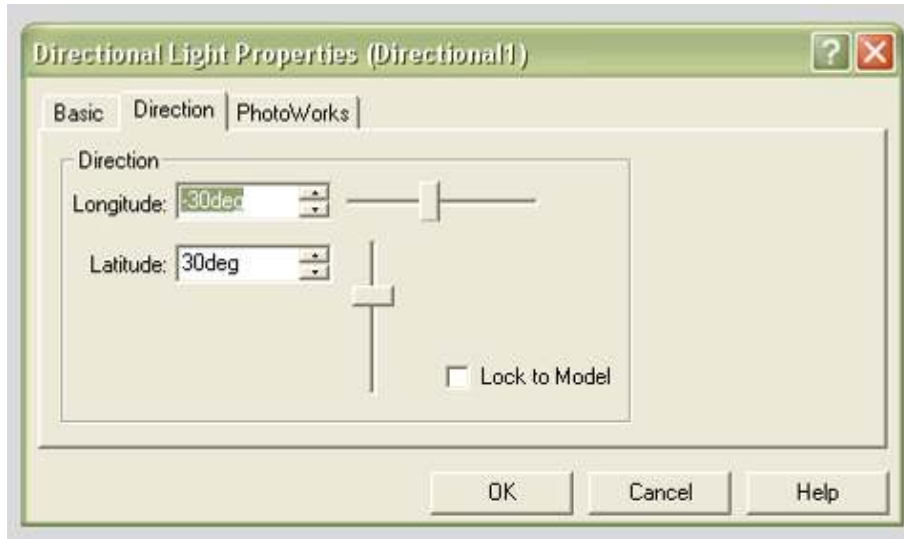 Directional Light Properties (Directional1)
Basic Direction PhotoWorks
Direction
Longitude: -30deg
Latitude: 30deg
Lock to Model
OK Cancel Help